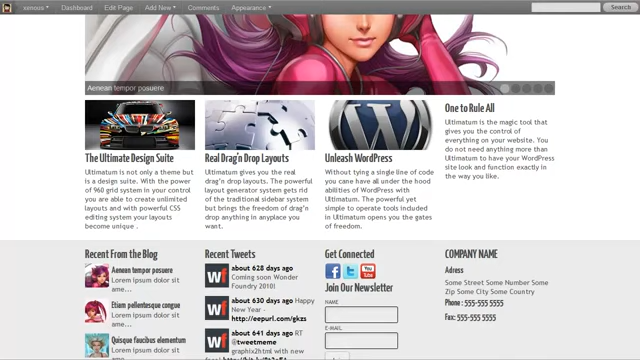 xvnoux Dashboard Edit Page Add New Comments Appearance Search
Aenean tempor posuere
The Ultimate Design Suite
Ultimatum is not only a theme but
is a design suite. With the power
of 960 grid system in your control
you are able to create unlimited
layouts and with powerful CSS
editing system your layouts
become unique .
Real Drag'n Drop Layouts
Ultimatum gives you the real
drag'n drop layouts. The powerful
layout generator system gets rid
of the traditional sidebar system
but brings the freedom of drag'n
drop anything in anyplace you
want.
Unleash WordPress
Without tying a single line of code
you cane have all under the hood
abilities of WordPress with
Ultimatum. The powerful yet
simple to operate tools included
in Ultimatum opens you the gates
of freedom.
One to Rule All
Ultimatum is the magic tool that
gives you the control of
everything on your website. You
do not need anything more than
Ultimatum to have your WordPress
site look and function exactly in
the way you like.
Recent From the Blog
Aenean tempor posuere
Lorem ipsum dolor sit
ame...
Etiam pellentesque congue
Lorem ipsum dolor sit
amet...
Quisque faucibus elementum
Lorem ipsum dolor sit
amet...
Recent Tweets
wf about 628 days ago
Coming soon Wonder
Foundry 2010!
wf about 630 days ago Happy
New Year -
http://eepurl.com/gkzs
wf about 641 days ago RT
@tweetmeme
graphix2html with new
Get Connected
f t You Tube
Join Our Newsletter
NAME
E-MAIL
COMPANY NAME
Adress
Some Street Some Number Some
Zip Some City Some Country
Phone : 555-555 5555
Fax: 555-555 5555